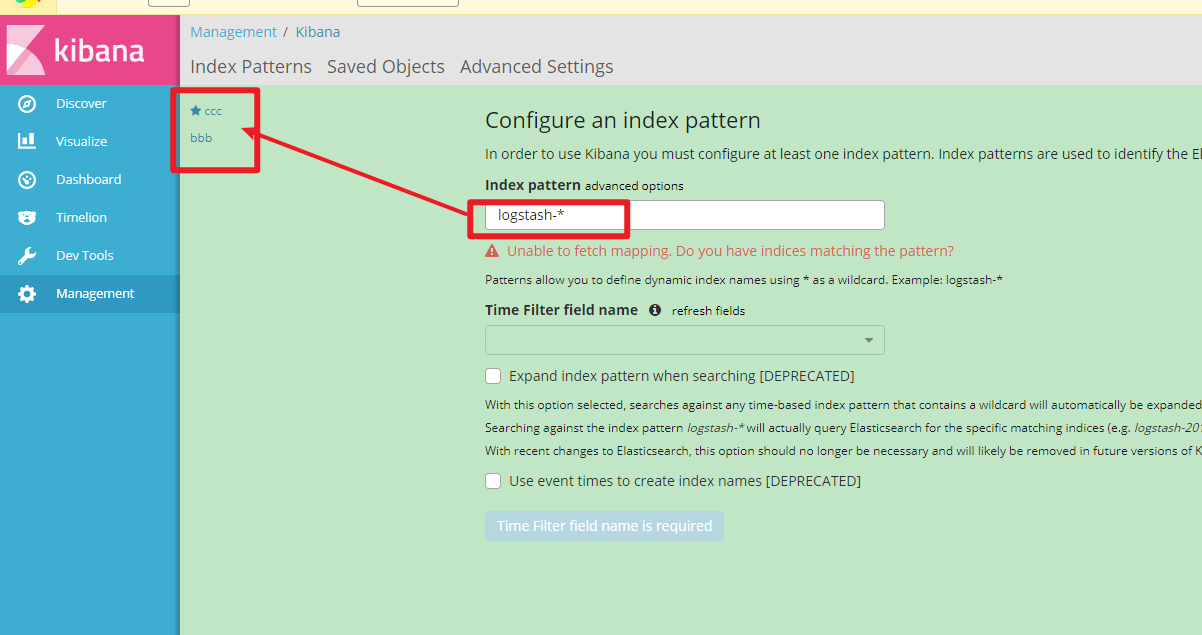 kibana
Management / Kibana
Index Patterns Saved Objects Advanced Settings
Discover
Visualize
Dashboard
Timelion
Dev Tools
Management
ccc
bbb
Configure an index pattern
In order to use Kibana you must configure at least one index pattern. Index patterns are used to identify the El
Index pattern advanced options
logstash-*
Unable to fetch mapping. Do you have indices matching the pattern?
Patterns allow you to define dynamic index names using * as a wildcard. Example: logstash-*
Time Filter field name refresh fields
Expand index pattern when searching [DEPRECATED]
With this option selected, searches against any time-based index pattern that contains a wildcard will automatically be expanded
Searching against the index pattern logstash-* will actually query Elasticsearch for the specific matching indices (e.g. logstash-201
With recent changes to Elasticsearch, this option should no longer be necessary and will likely be removed in future versions of K
Use event times to create index names [DEPRECATED]
Time Filter field name is required